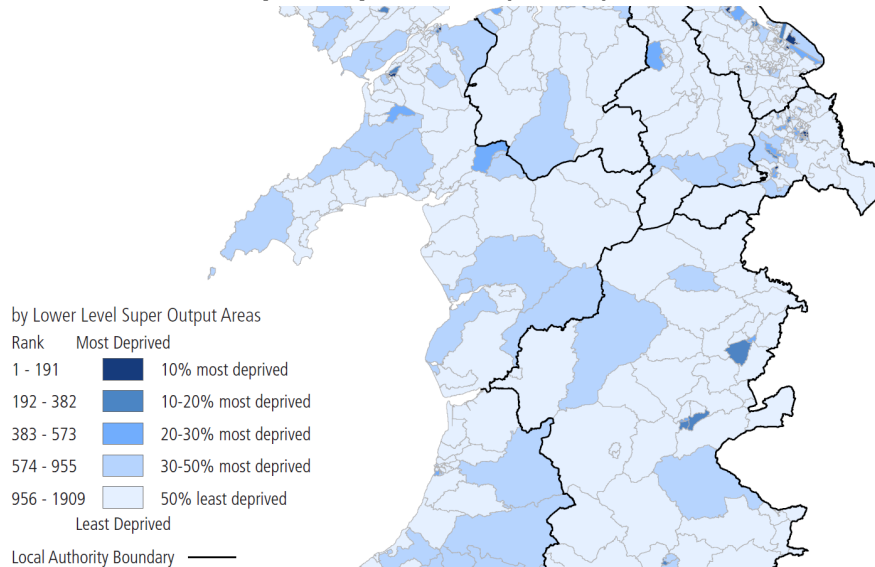 by Lower Level Super Output Areas
Rank Most Deprived
1 - 191 10% most deprived
192 - 382 10-20% most deprived
383 - 573 20-30% most deprived
574 - 955 30-50% most deprived
956 - 1909 50% least deprived
Least Deprived
Local Authority Boundary